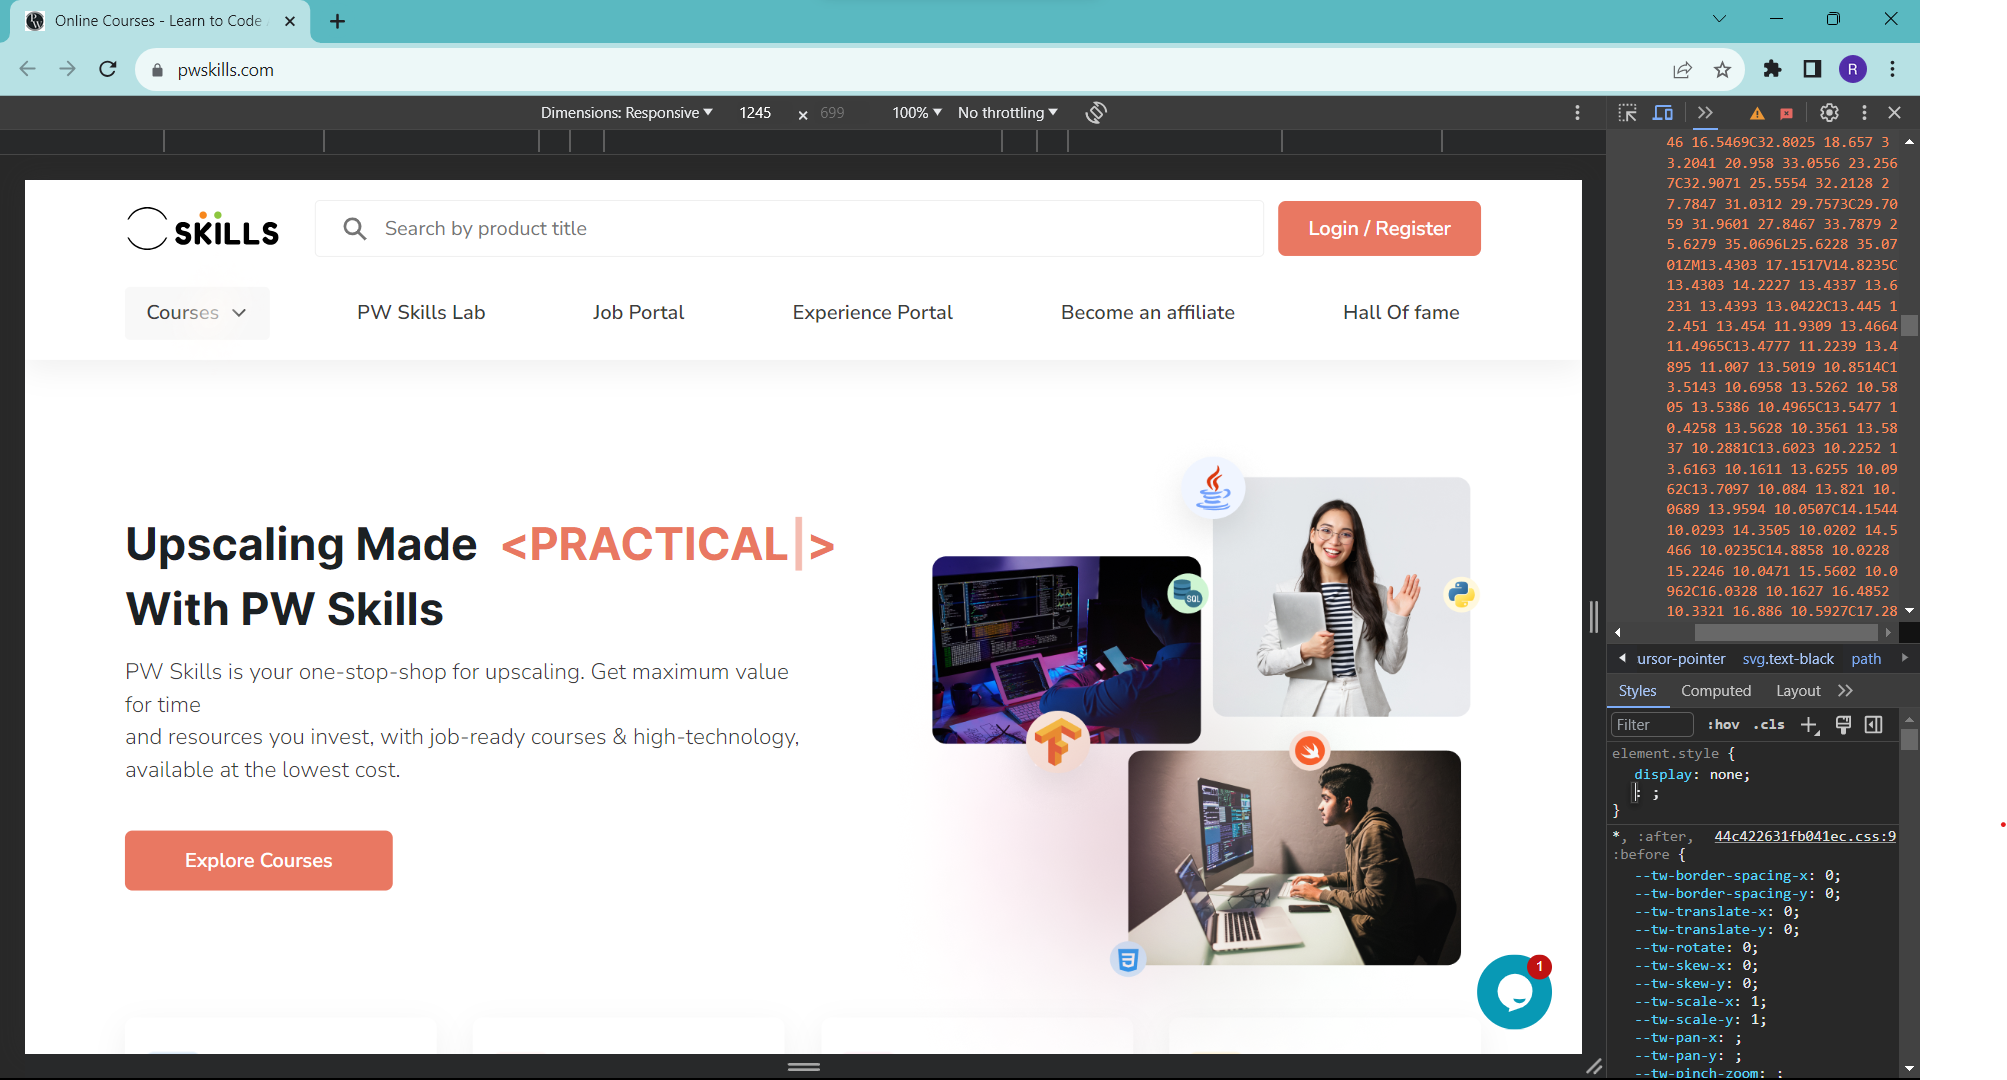 Online Courses - Learn to Code
pwskills.com
R
Dimensions: Responsive 1245 × 699 100% No throttling
SKILLS
Search by product title
Login / Register
Courses
PW Skills Lab
Job Portal
Experience Portal
Become an affiliate
Hall Of fame
Upscaling Made <PRACTICAL|>
With PW Skills
PW Skills is your one-stop-shop for upscaling. Get maximum value
for time
and resources you invest, with job-ready courses & high-technology,
available at the lowest cost.
Explore Courses
SQL
1
46 16.5469C32.8025 18.657 3
3.2041 20.958 33.0556 23.256
7C32.9071 25.5554 32.2128 2
7.7847 31.0312 29.7573C29.70
59 31.9601 27.8467 33.7879 2
5.6279 35.0696L25.6228 35.07
01ZM13.4303 17.1517V14.8235C
13.4303 14.2227 13.4337 13.6
231 13.4393 13.0422C13.445 1
2.451 13.454 11.9309 13.4664
11.4965C13.4777 11.2239 13.4
895 11.007 13.5019 10.8514C1
3.5143 10.6958 13.5262 10.58
05 13.5386 10.4965C13.5477 1
0.4258 13.5628 10.3561 13.58
37 10.2881C13.6023 10.2252 1
3.6163 10.1611 13.6255 10.09
62C13.7097 10.084 13.821 10.
0689 13.9594 10.0507C14.1544
10.0293 14.3505 10.0202 14.5
466 10.0235C14.8858 10.0228
15.2246 10.0471 15.5602 10.0
962C16.0328 10.1627 16.4852
10.3321 16.886 10.5927C17.28
ursor-pointer svg.text-black path
Styles Computed Layout
Filter :hov .cls
element.style {
display: none;
: ;
}
*, :after, 44c422631fb041ec.css:9
:before {
--tw-border-spacing-x: 0;
--tw-border-spacing-y: 0;
--tw-translate-x: 0;
--tw-translate-y: 0;
--tw-rotate: 0;
--tw-skew-x: 0;
--tw-skew-y: 0;
--tw-scale-x: 1;
--tw-scale-y: 1;
--tw-pan-x: ;
--tw-pan-y: ;
--tw-pinch-zoom: ;